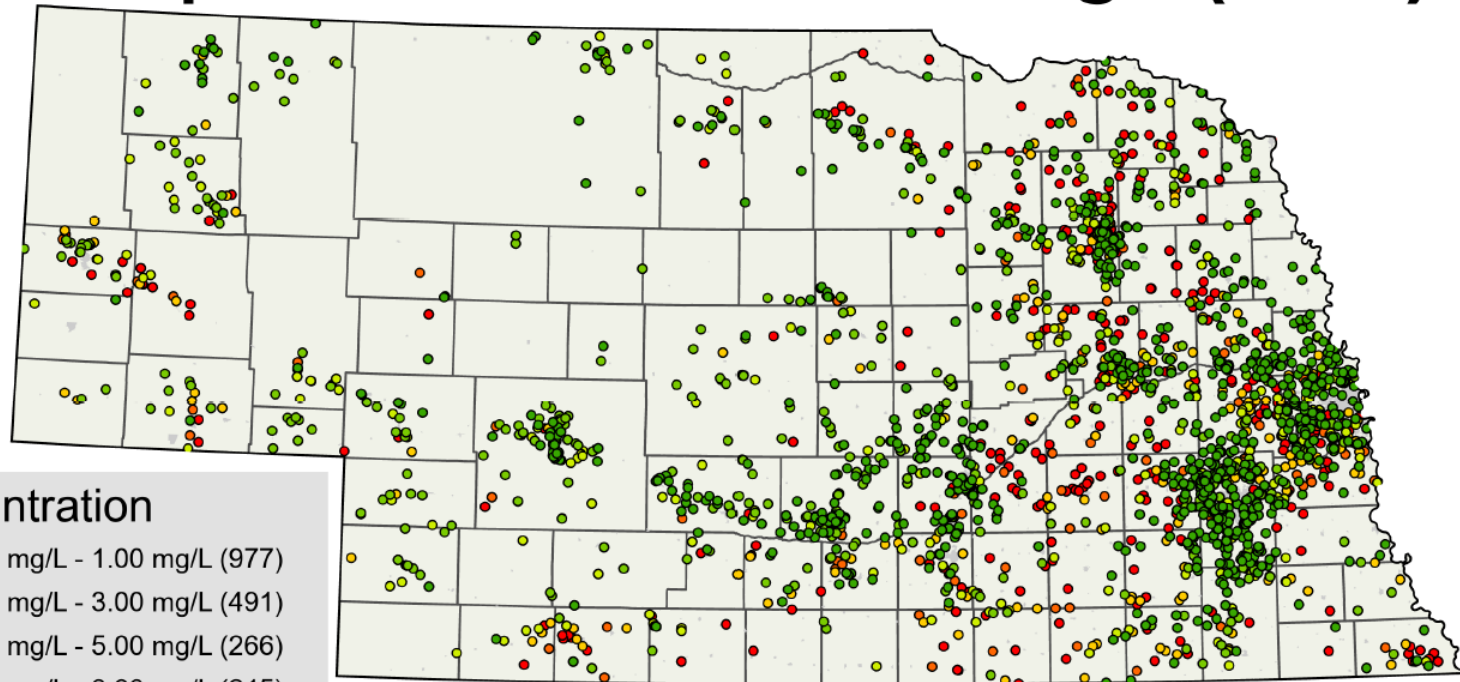 ntration
mg/L - 1.00 mg/L (977)
mg/L - 3.00 mg/L (491)
mg/L - 5.00 mg/L (266)